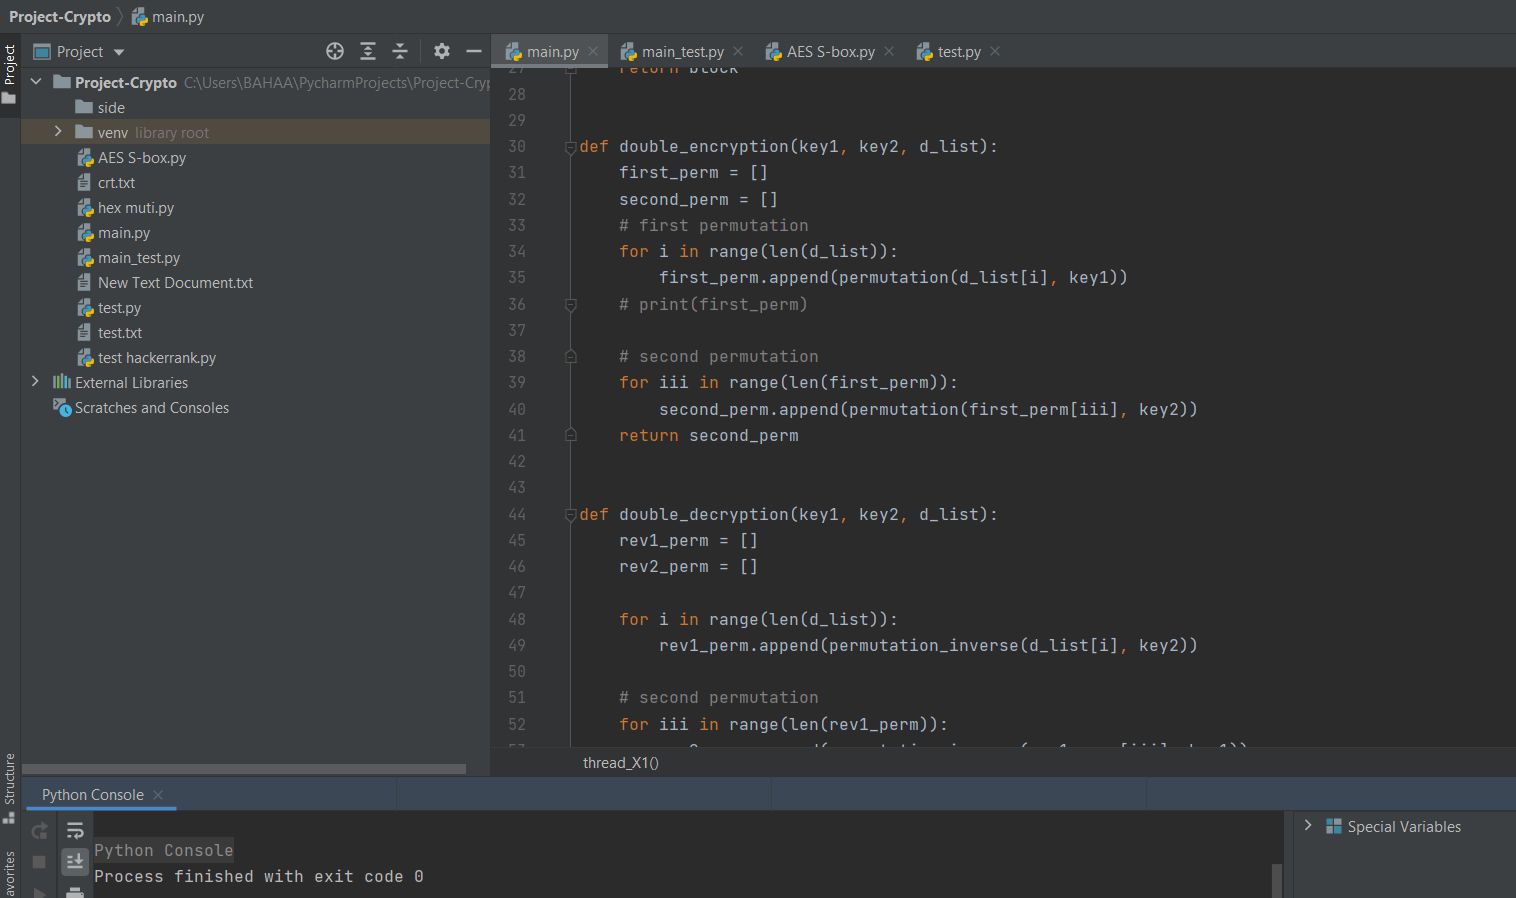 Project-Crypto main.py
Project
Project
main.py
main_test.py
AES S-box.py
test.py
Project-Crypto C:\Users\BAHAA\PycharmProjects\Project-Cryp
side
venv library root
AES S-box.py
crt.txt
hex muti.py
main.py
main_test.py
New Text Document.txt
test.py
test.txt
test hackerrank.py
External Libraries
Scratches and Consoles
27 return block
28
29
30 def double_encryption(key1, key2, d_list):
31 first_perm = []
32 second_perm = []
33 # first permutation
34 for i in range(len(d_list)):
35 first_perm.append(permutation(d_list[i], key1))
36 # print(first_perm)
37
38 # second permutation
39 for iii in range(len(first_perm)):
40 second_perm.append(permutation(first_perm[iii], key2))
41 return second_perm
42
43
44 def double_decryption(key1, key2, d_list):
45 rev1_perm = []
46 rev2_perm = []
47
48 for i in range(len(d_list)):
49 rev1_perm.append(permutation_inverse(d_list[i], key2))
50
51 # second permutation
52 for iii in range(len(rev1_perm)):
thread_X1()
Structure
avorites
Python Console
Python Console
Process finished with exit code 0
Special Variables